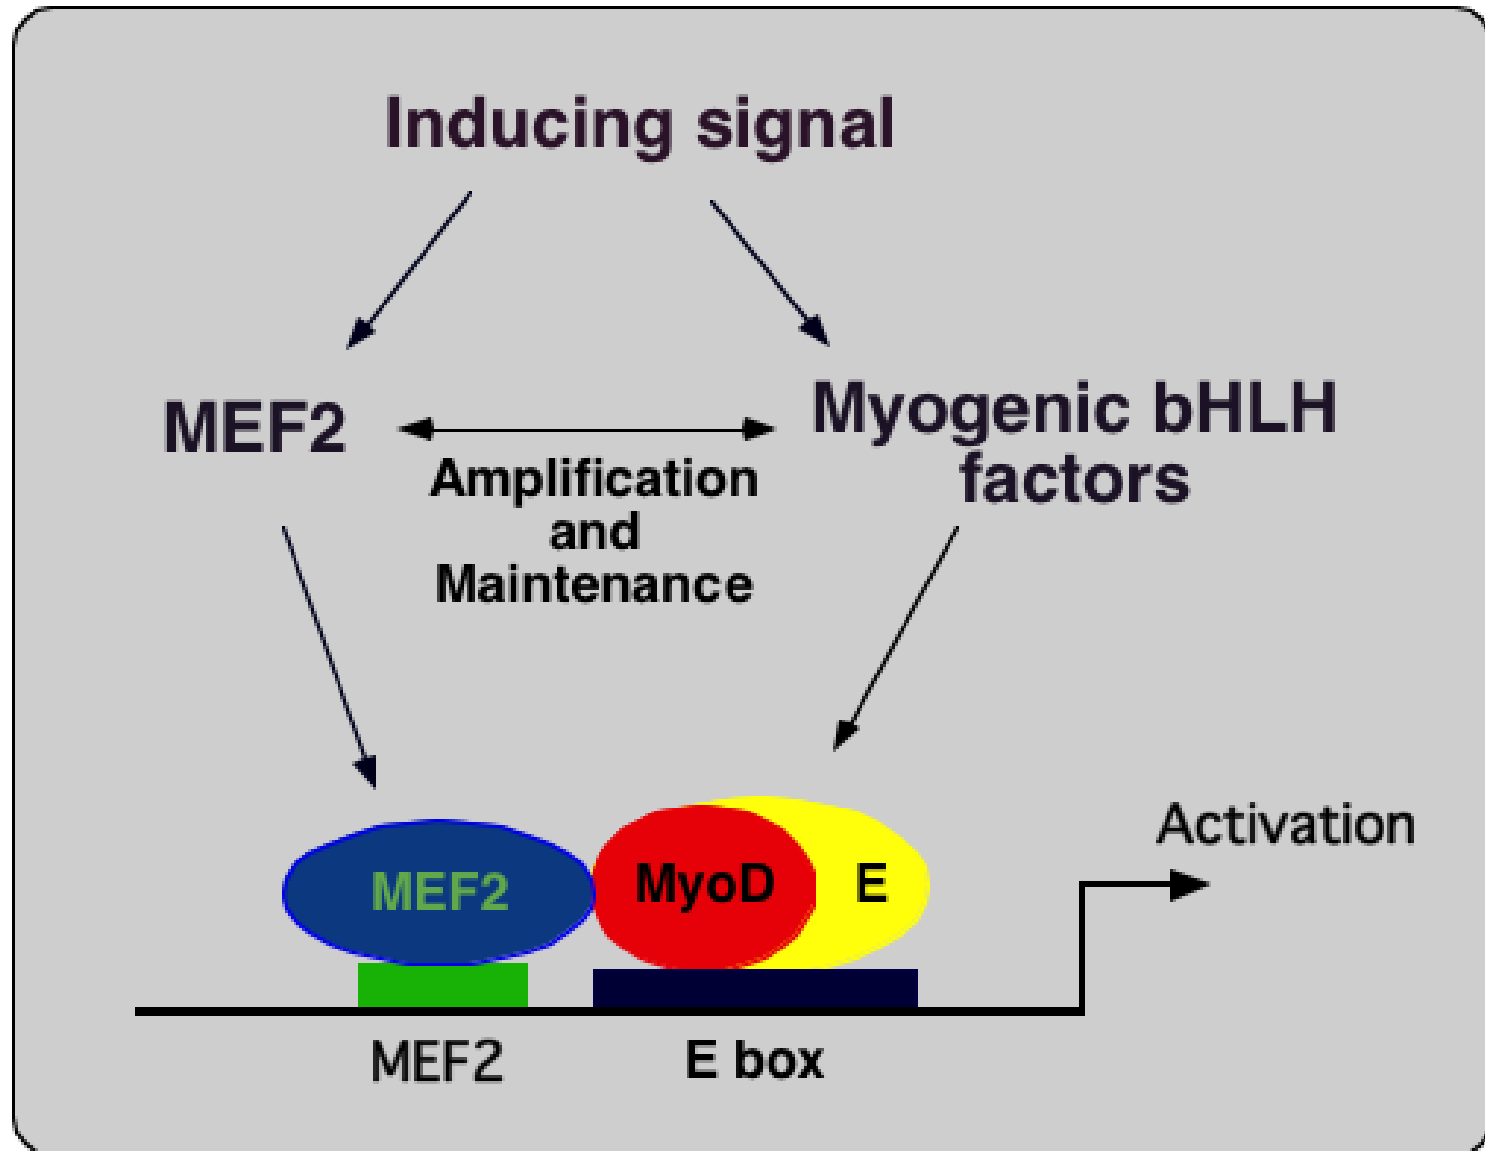 Inducing signal
MEF2
Myogenic bHLH
factors
Amplification
and
Maintenance
MEF2
MyoD
E
Activation
MEF2
E box